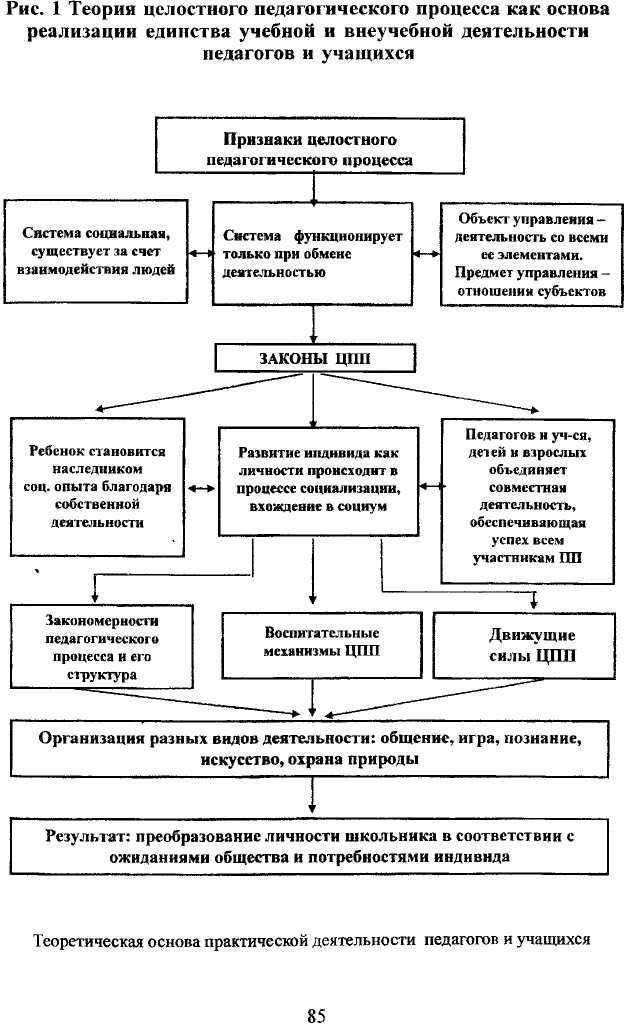 Рис. 1 Теория целостного педагогического процесса как основа
реализации единства учебной и внеучебной деятельности
педагогов и учащихся
Признаки целостного
педагогического процесса
Система социальная,
существует за счет
взаимодействия людей
Система функционирует
только при обмене
деятельностью
Объект управления –
деятельность со всеми
ее элементами.
Предмет управления –
отношения субъектов
ЗАКОНЫ ЦПП
Ребенок становится
наследником
соц. опыта благодаря
собственной
деятельности
Развитие индивида как
личности происходит в
процессе социализации,
вхождение в социум
Педагогов и уч-ся,
детей и взрослых
объединяет
совместная
деятельность,
обеспечивающая
успех всем
участникам ПП
Закономерности
педагогического
процесса и его
структура
Воспитательные
механизмы ЦПП
Движущие
силы ЦПП
Организация разных видов деятельности: общение, игра, познание,
искусство, охрана природы
Результат: преобразование личности школьника в соответствии с
ожиданиями общества и потребностями индивида
Теоретическая основа практической деятельности педагогов и учащихся
85